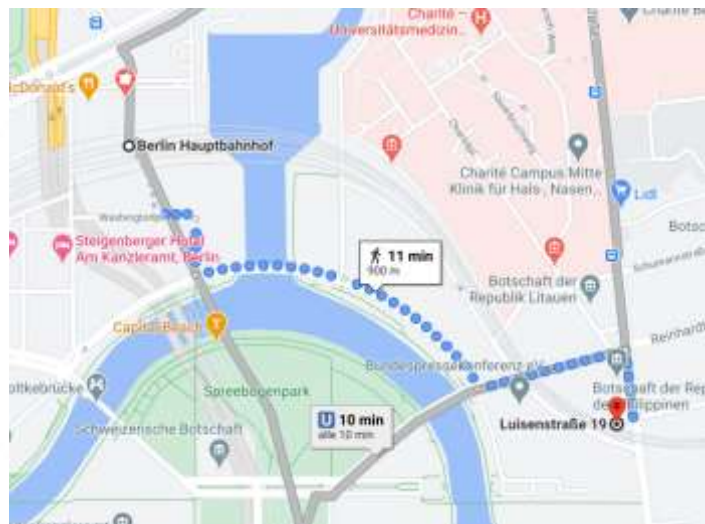 Charité –
Universitätsmedizin...
McDonald's
Berlin Hauptbahnhof
Charité Campus Mitte
Klinik für Hals-, Nasen...
Lidl
Steigenberger Hotel
Am Kanzleramt, Berlin
11 min
900 m
Botschaft der
Republik Litauen
Schumannstraße
Capital Beach
Reinhardt
Bundespressekonferenz e.V.
Spreebogenpark
Botschaft der Rep
der Philippinen
oltkebrücke
10 min
alle 10 min
Schweizerische Botschaft
Luisenstraße 19